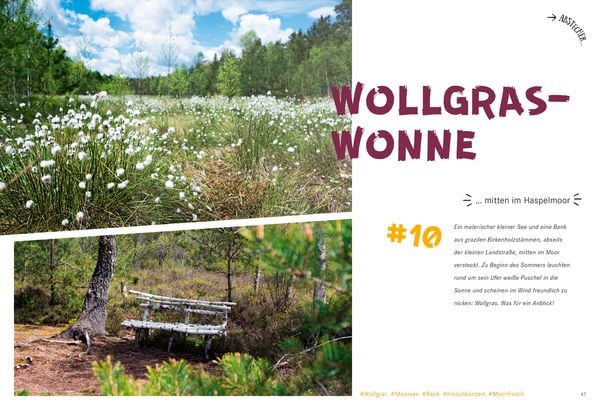 → ABSTECHER...
WOLLGRAS-
WONNE
... mitten im Haspelmoor
#10
Ein malerischer kleiner See und eine Bank
aus grazilen Birkenholzstämmen, abseits
der kleinen Landstraße, mitten im Moor
versteckt. Zu Beginn des Sommers leuchten
rund um sein Ufer weiße Puschel in die
Sonne und scheinen im Wind freundlich zu
nicken: Wollgras. Was für ein Anblick!
#Wollgras #Moorsee #Bank #Froschkonzert #Moorfrosch
47